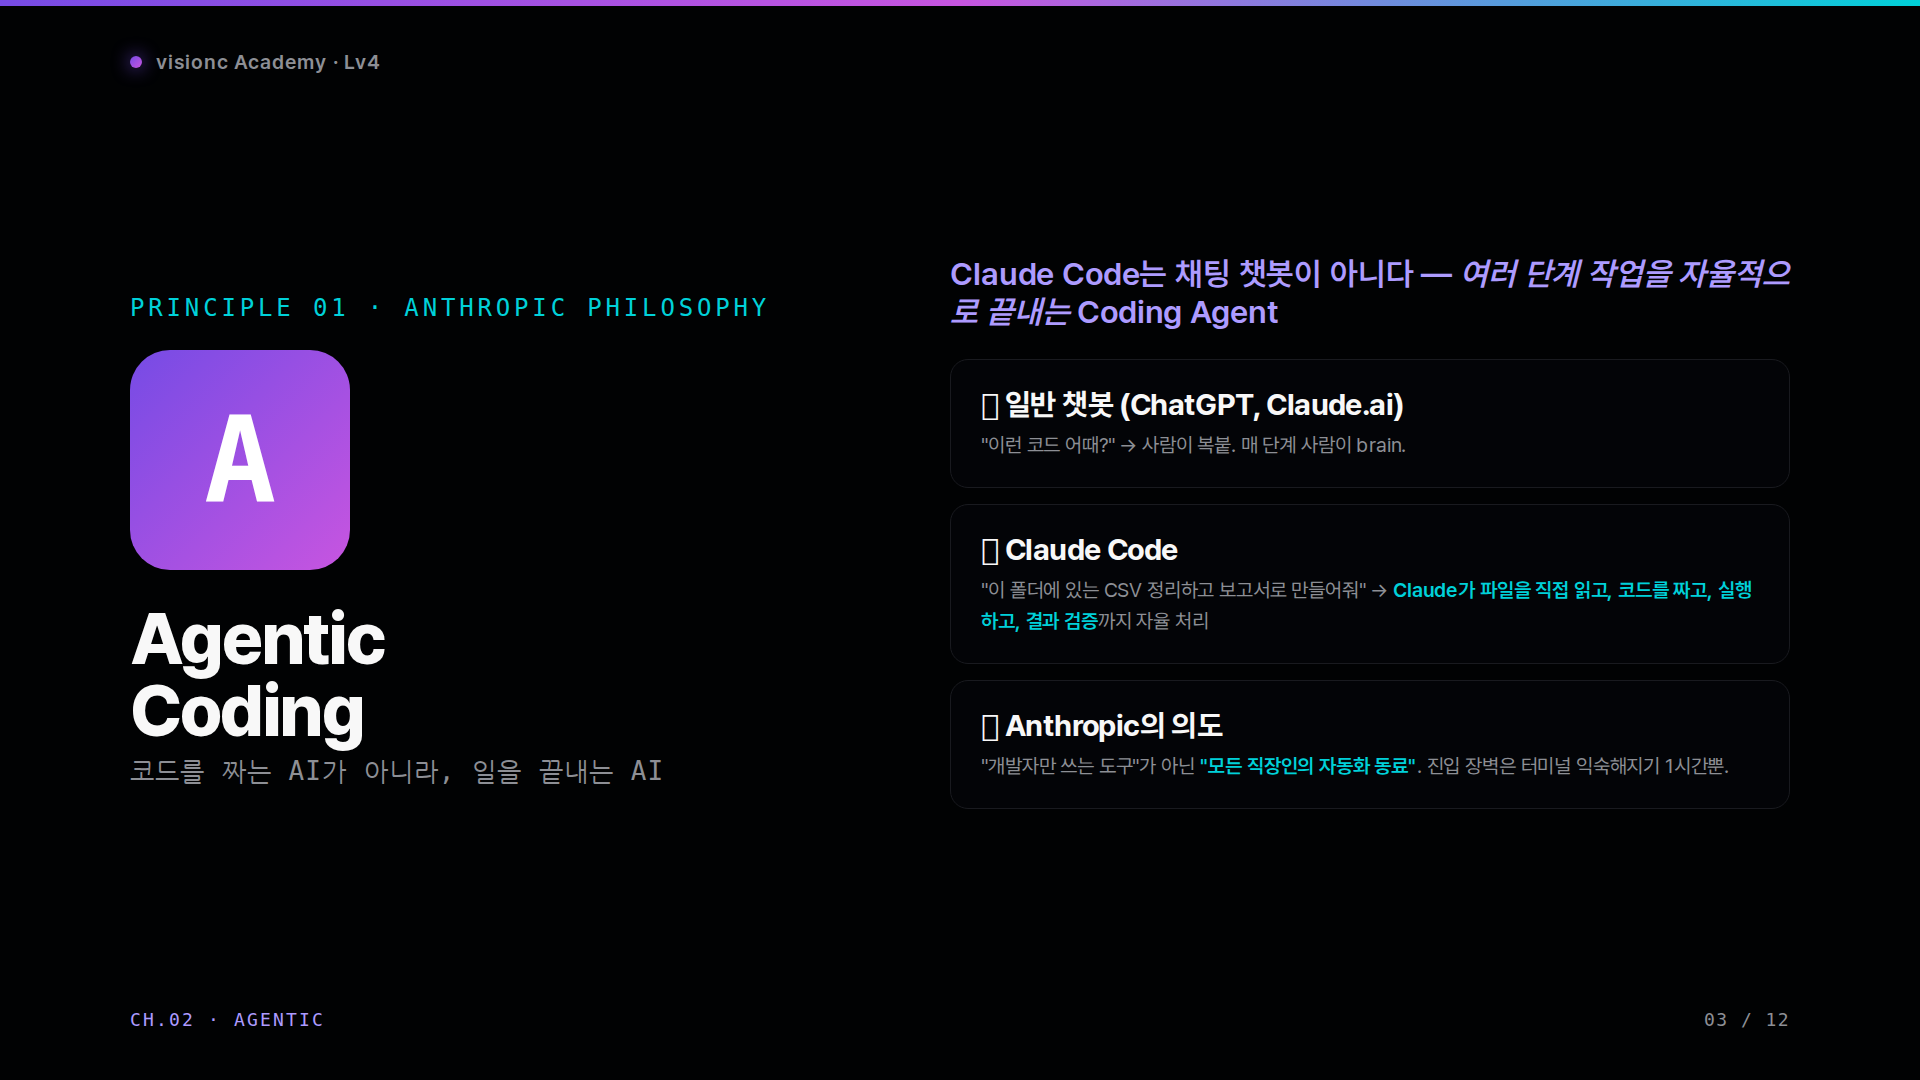 visionc Academy · Lv4
PRINCIPLE 01 · ANTHROPIC PHILOSOPHY
A
Agentic
Coding
코드를 짜는 AI가 아니라, 일을 끝내는 AI
Claude Code는 채팅 챗봇이 아니다 — 여러 단계 작업을 자율적으
로 끝내는 Coding Agent
일반 챗봇 (ChatGPT, Claude.ai)
"이런 코드 어때?" → 사람이 복붙. 매 단계 사람이 brain.
Claude Code
"이 폴더에 있는 CSV 정리하고 보고서로 만들어줘" → Claude가 파일을 직접 읽고, 코드를 짜고, 실행
하고, 결과 검증까지 자율 처리
Anthropic의 의도
"개발자만 쓰는 도구"가 아닌 "모든 직장인의 자동화 동료". 진입 장벽은 터미널 익숙해지기 1시간뿐.
CH.02 · AGENTIC
03 / 12